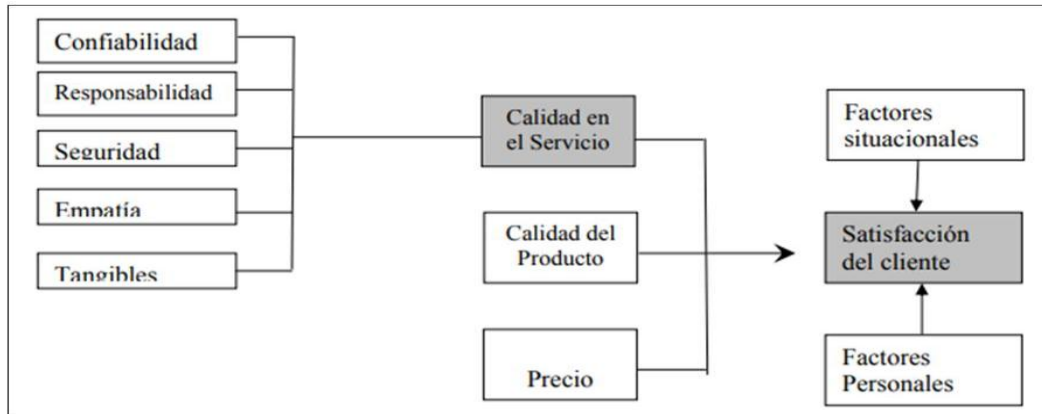 Confiabilidad
Responsabilidad
Seguridad
Empatía
Tangibles
Calidad en
el Servicio
Calidad del
Producto
Precio
Factores
situacionales
Satisfacción
del cliente
Factores
Personales